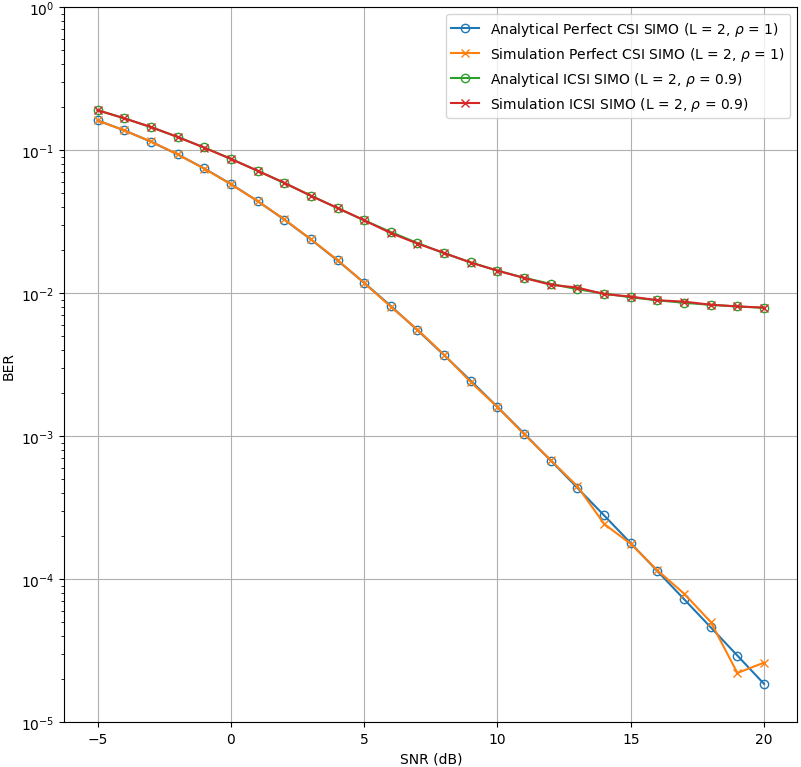 10⁰
10⁻¹
10⁻²
10⁻³
10⁻⁴
10⁻⁵
BER
Analytical Perfect CSI SIMO (L = 2, ρ = 1)
Simulation Perfect CSI SIMO (L = 2, ρ = 1)
Analytical ICSI SIMO (L = 2, ρ = 0.9)
Simulation ICSI SIMO (L = 2, ρ = 0.9)
−5 0 5 10 15 20
SNR (dB)